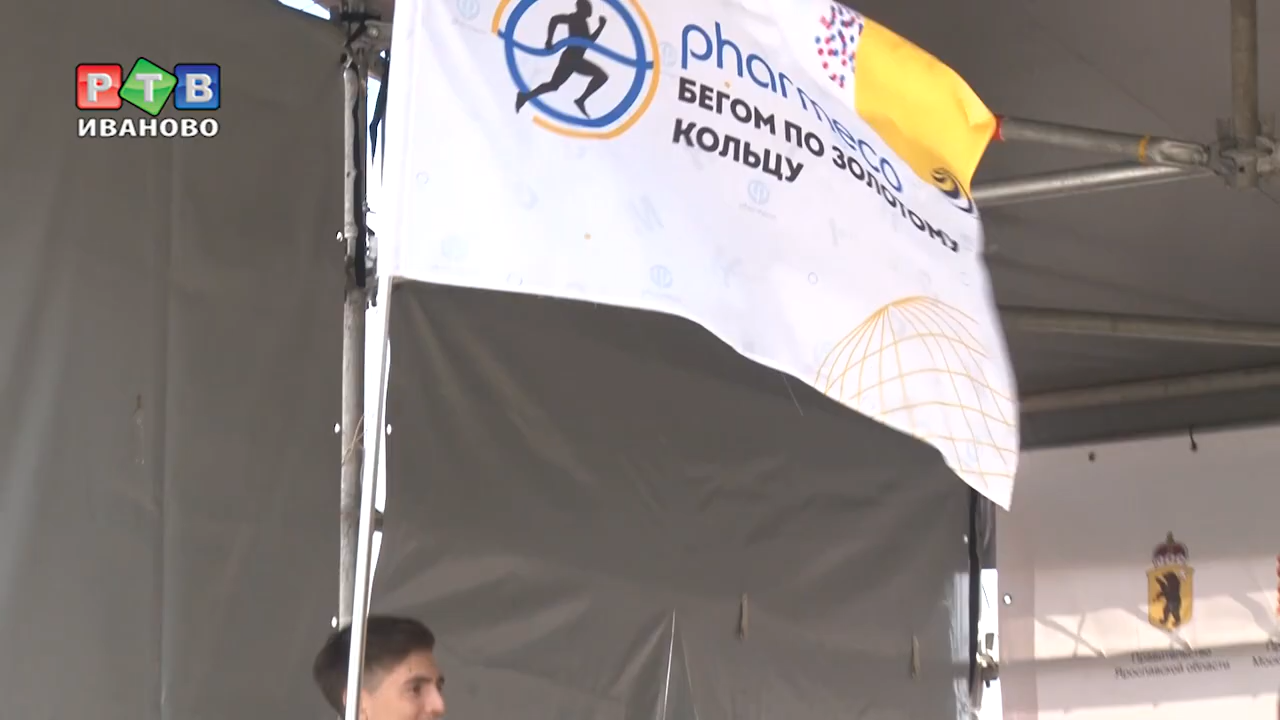 РТВ
ИВАНОВО
pharmeco
БЕГОМ ПО ЗОЛОТОМУ
КОЛЬЦУ
Правительство
Ярославской области